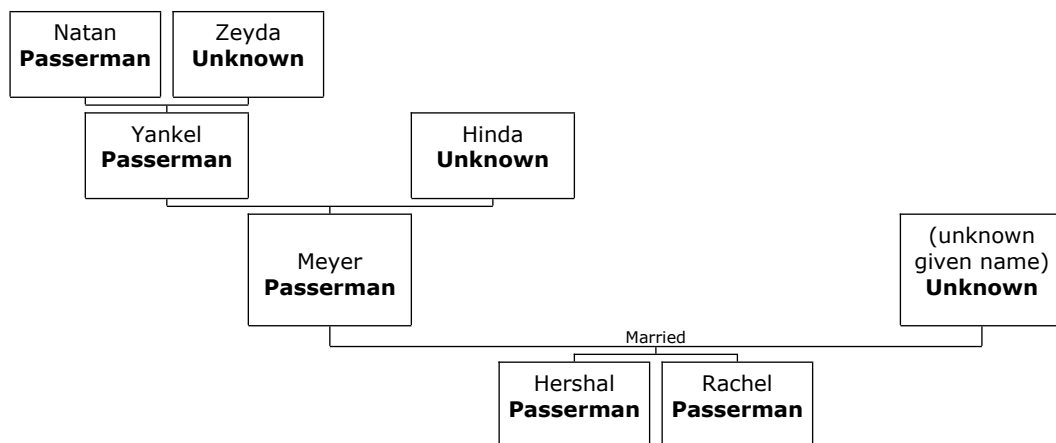 Natan
Passerman
Zeyda
Unknown
Yankel
Passerman
Hinda
Unknown
Meyer
Passerman
(unknown
given name)
Unknown
Married
Hershal
Passerman
Rachel
Passerman